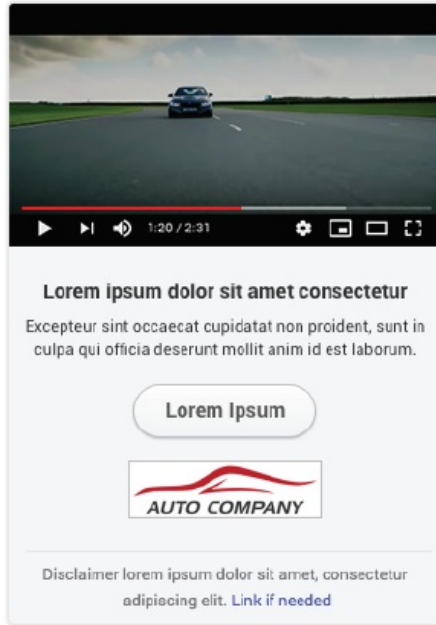 1:20 / 2:31
Lorem ipsum dolor sit amet consectetur
Excepteur sint occaecat cupidatat non proident, sunt in
culpa qui officia deserunt mollit anim id est laborum.
Lorem Ipsum
AUTO COMPANY
Disclaimer lorem ipsum dolor sit amet, consectetur
adipiscing elit. Link if needed